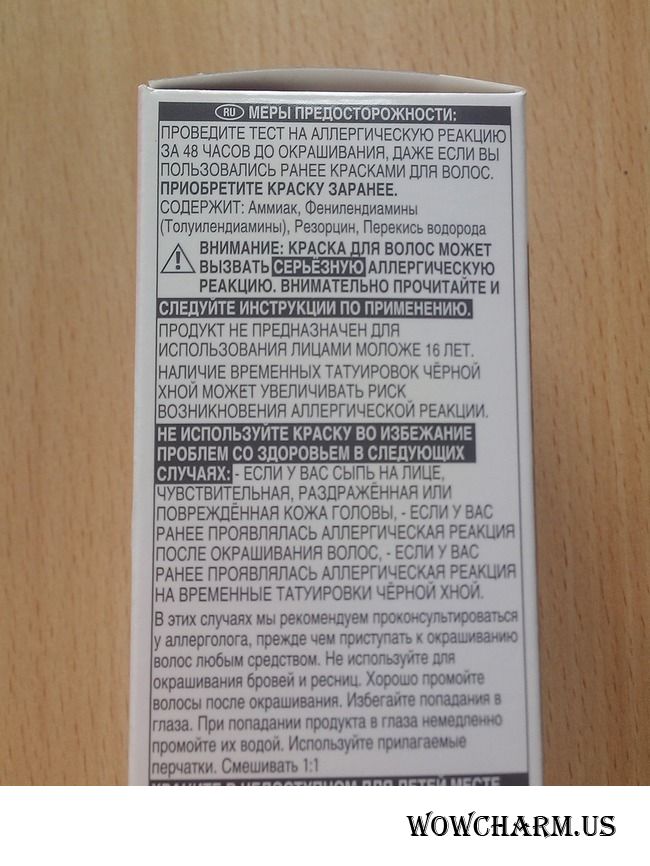 RU МЕРЫ ПРЕДОСТОРОЖНОСТИ:
ПРОВЕДИТЕ ТЕСТ НА АЛЛЕРГИЧЕСКУЮ РЕАКЦИЮ
ЗА 48 ЧАСОВ ДО ОКРАШИВАНИЯ, ДАЖЕ ЕСЛИ ВЫ
ПОЛЬЗОВАЛИСЬ РАНЕЕ КРАСКАМИ ДЛЯ ВОЛОС.
ПРИОБРЕТИТЕ КРАСКУ ЗАРАНЕЕ.
СОДЕРЖИТ: Аммиак, Фенилендиамины
(Толуилендиамины), Резорцин, Перекись водорода
ВНИМАНИЕ: КРАСКА ДЛЯ ВОЛОС МОЖЕТ
ВЫЗВАТЬ СЕРЬЁЗНУЮ АЛЛЕРГИЧЕСКУЮ
РЕАКЦИЮ. ВНИМАТЕЛЬНО ПРОЧИТАЙТЕ И
СЛЕДУЙТЕ ИНСТРУКЦИИ ПО ПРИМЕНЕНИЮ.
ПРОДУКТ НЕ ПРЕДНАЗНАЧЕН ДЛЯ
ИСПОЛЬЗОВАНИЯ ЛИЦАМИ МОЛОЖЕ 16 ЛЕТ.
НАЛИЧИЕ ВРЕМЕННЫХ ТАТУИРОВОК ЧЁРНОЙ
ХНОЙ МОЖЕТ УВЕЛИЧИВАТЬ РИСК
ВОЗНИКНОВЕНИЯ АЛЛЕРГИЧЕСКОЙ РЕАКЦИИ.
НЕ ИСПОЛЬЗУЙТЕ КРАСКУ ВО ИЗБЕЖАНИЕ
ПРОБЛЕМ СО ЗДОРОВЬЕМ В СЛЕДУЮЩИХ
СЛУЧАЯХ: - ЕСЛИ У ВАС СЫПЬ НА ЛИЦЕ,
ЧУВСТВИТЕЛЬНАЯ, РАЗДРАЖЁННАЯ ИЛИ
ПОВРЕЖДЁННАЯ КОЖА ГОЛОВЫ, - ЕСЛИ У ВАС
РАНЕЕ ПРОЯВЛЯЛАСЬ АЛЛЕРГИЧЕСКАЯ РЕАКЦИЯ
ПОСЛЕ ОКРАШИВАНИЯ ВОЛОС, - ЕСЛИ У ВАС
РАНЕЕ ПРОЯВЛЯЛАСЬ АЛЛЕРГИЧЕСКАЯ РЕАКЦИЯ
НА ВРЕМЕННЫЕ ТАТУИРОВКИ ЧЁРНОЙ ХНОЙ.
В этих случаях мы рекомендуем проконсультироваться
у аллерголога, прежде чем приступать к окрашиванию
волос любым средством. Не используйте для
окрашивания бровей и ресниц. Хорошо промойте
волосы после окрашивания. Избегайте попадания в
глаза. При попадании продукта в глаза немедленно
промойте их водой. Используйте прилагаемые
перчатки. Смешивать 1:1
ХРАНИТЕ В НЕДОСТУПНОМ ДЛЯ ДЕТЕЙ МЕСТЕ
WOWCHARM.US